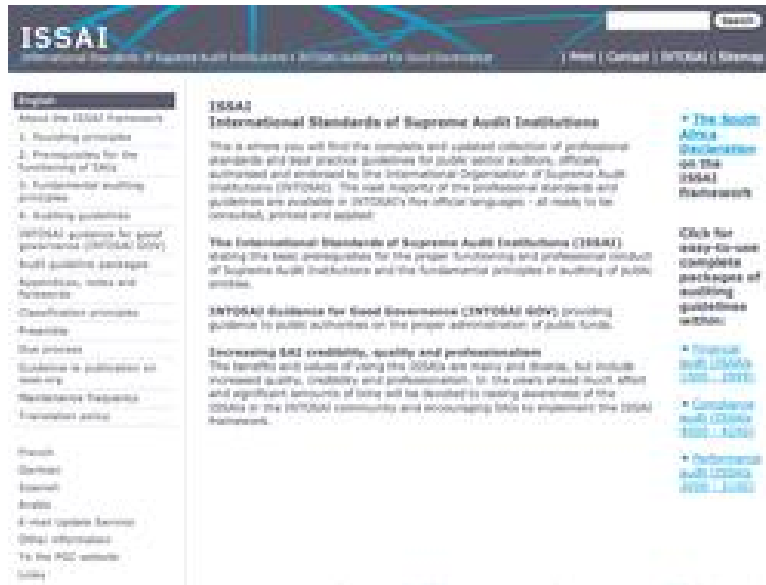 ISSAI
International Standards of Supreme Audit Institutions | INTOSAI Guidance for Good Governance
Search
| Print | Contact | INTOSAI | Sitemap
English
About the ISSAI framework
1. Founding principles
2. Prerequisites for the
functioning of SAIs
3. Fundamental auditing
principles
4. Auditing guidelines
INTOSAI guidance for good
governance (INTOSAI GOV)
Audit guideline packages
Appendices, notes and
forewords
Classification principles
Preamble
Due process
Guidance to publication on
Maintenance frequency
Translation policy
French
German
Spanish
Arabic
E-mail Update Service
Other information
To the PSC website
Links
ISSAI
International Standards of Supreme Audit Institutions
This is where you will find the complete and updated collection of professional
standards and best practice guidelines for public sector auditors, officially
authorised and endorsed by the International Organisation of Supreme Audit
Institutions (INTOSAI). The vast majority of the professional standards and
guidelines are available in INTOSAI's five official languages - all ready to be
consulted, printed and applied:
The International Standards of Supreme Audit Institutions (ISSAI)
stating the basic prerequisites for the proper functioning and professional conduct
of Supreme Audit Institutions and the fundamental principles in auditing of public
entities.
INTOSAI Guidance for Good Governance (INTOSAI GOV) providing
guidance to public authorities on the proper administration of public funds.
Increasing SAI credibility, quality and professionalism
The benefits and values of using the ISSAIs are many and diverse, but include
increased quality, credibility and professionalism. In the years ahead much effort
and significant amounts of time will be devoted to raising awareness of the
ISSAIs in the INTOSAI community and encouraging SAIs to implement the ISSAI
framework.
• The South
Africa
Declaration
on the
ISSAI
framework
Click for
easy-to-use
complete
packages of
auditing
guidelines
within:
• Financial
audit (ISSAIs
• Compliance
audit (ISSAIs
• Performance
audit (ISSAIs